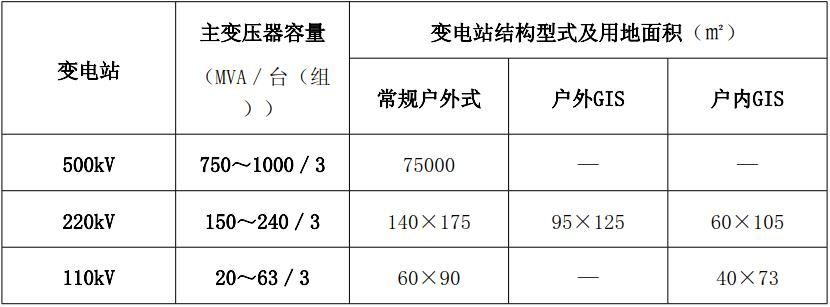 变电站 主变压器容量 变电站结构型式及用地面积（㎡）
（MVA／台（组
））
常规户外式 户外GIS 户内GIS
500kV 750～1000／3 75000 — —
220kV 150～240／3 140×175 95×125 60×105
110kV 20～63／3 60×90 — 40×73